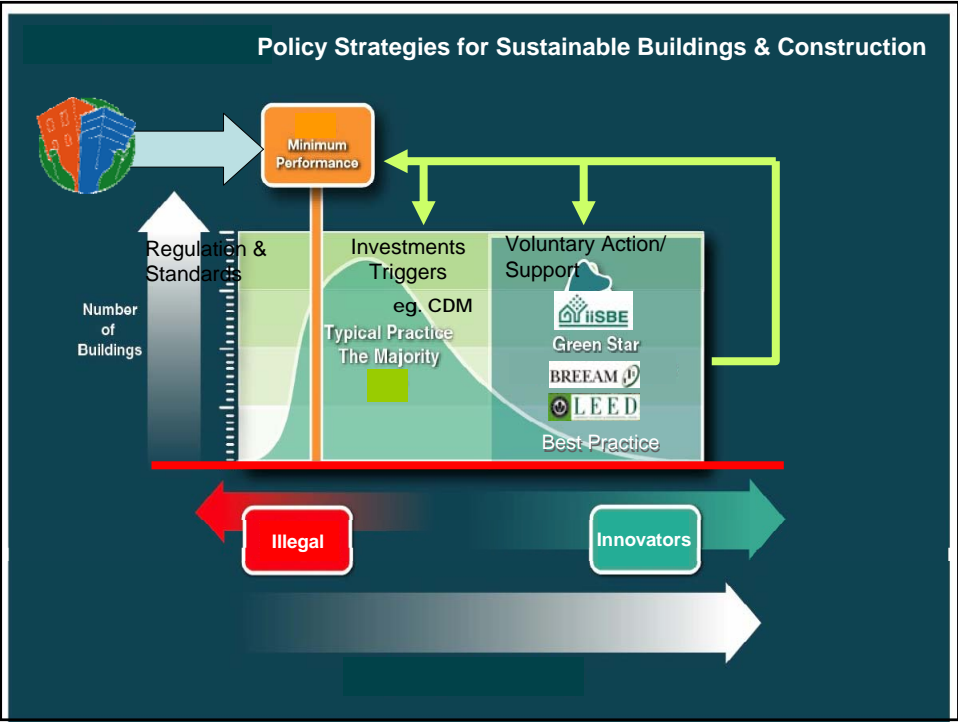 Policy Strategies for Sustainable Buildings & Construction
Minimum
Performance
Regulation &
Standards
Investments
Triggers
eg. CDM
Voluntary Action/
Support
Number
of
Buildings
Typical Practice
The Majority
iiSBE
Green Star
BREEAM
LEED
Best Practice
Illegal
Innovators